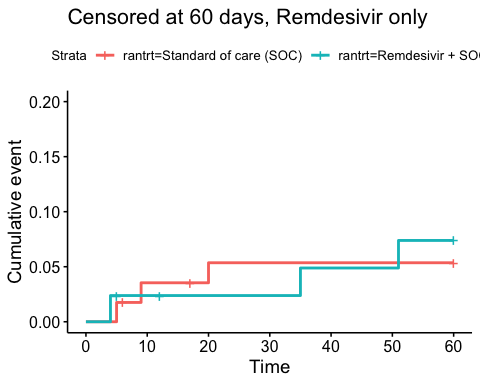 Censored at 60 days, Remdesivir only
Strata rantrt=Standard of care (SOC) rantrt=Remdesivir + SO
0.20
0.15
0.10
0.05
0.00
Cumulative event
0 10 20 30 40 50 60
Time